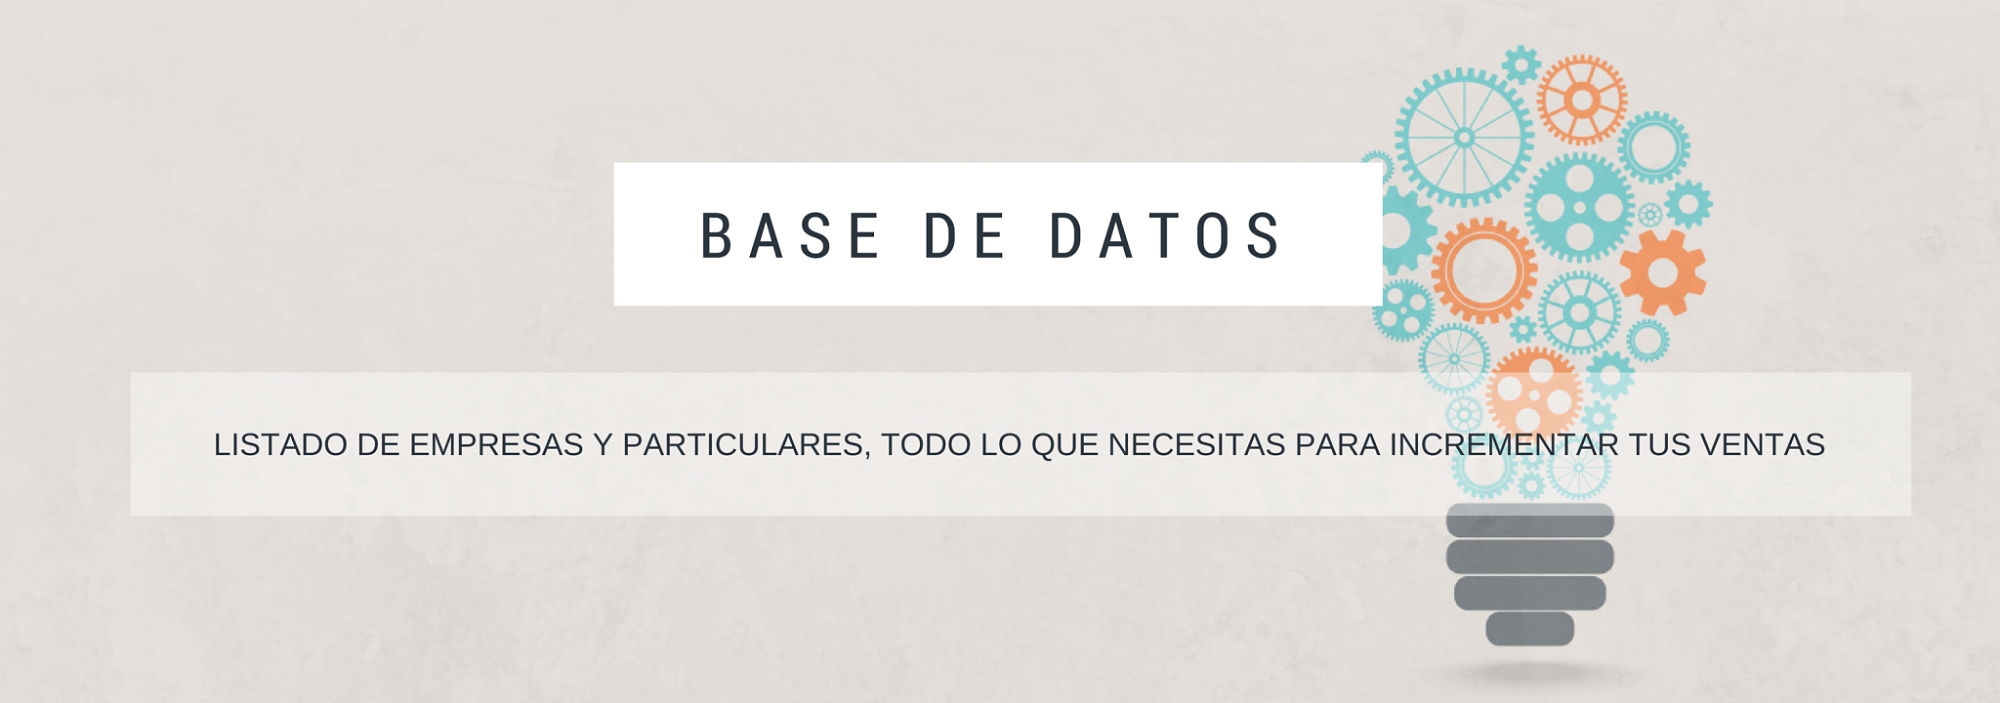 BASE DE DATOS
LISTADO DE EMPRESAS Y PARTICULARES, TODO LO QUE NECESITAS PARA INCREMENTAR TUS VENTAS